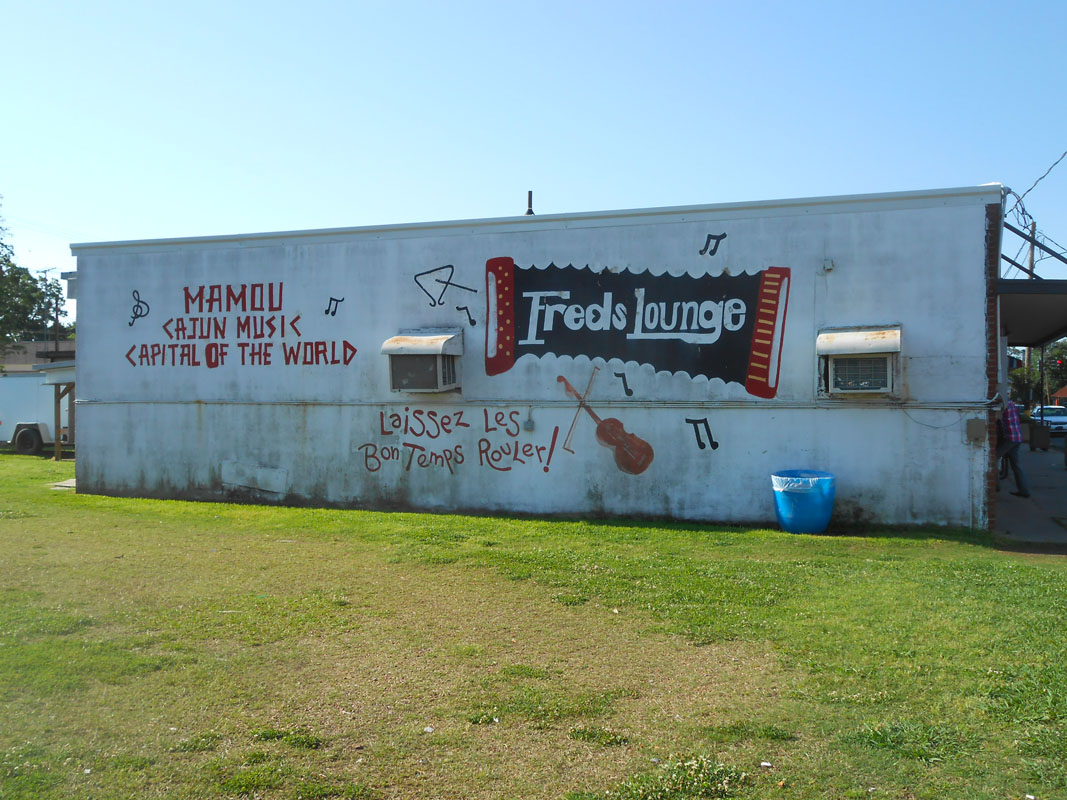 MAMOU
CAJUN MUSIC
CAPITAL OF THE WORLD
Freds Lounge
Laissez Les
Bon Temps Rouler!